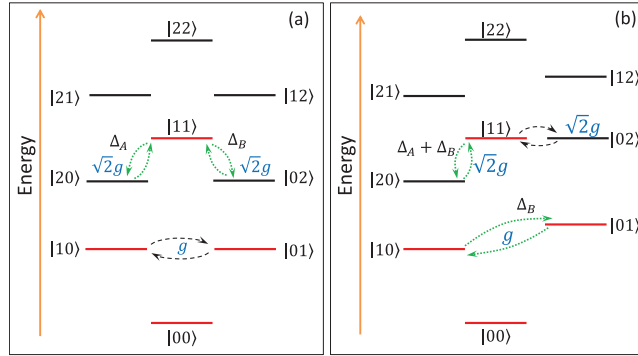 (a)
|22⟩
|21⟩
|12⟩
|11⟩
Δ_A
Δ_B
√2g
√2g
|20⟩
|02⟩
|10⟩
g
|01⟩
|00⟩
Energy
(b)
|22⟩
|12⟩
|21⟩
|11⟩
√2g
|02⟩
Δ_A + Δ_B
√2g
|20⟩
Δ_B
|01⟩
g
|10⟩
|00⟩
Energy